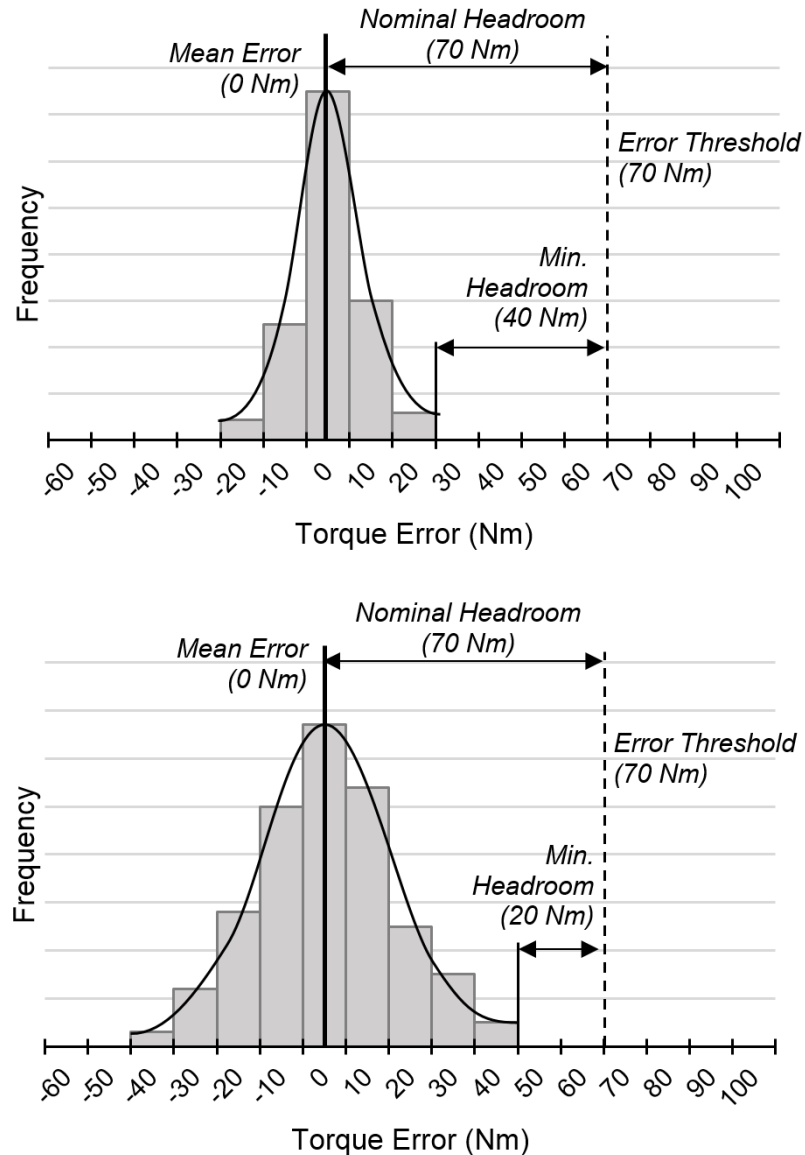 Nominal Headroom
(70 Nm)
Mean Error
(0 Nm)
Error Threshold
(70 Nm)
Min.
Headroom
(40 Nm)
Frequency
-60 -50 -40 -30 -20 -10 0 10 20 30 40 50 60 70 80 90 100
Torque Error (Nm)
Nominal Headroom
(70 Nm)
Mean Error
(0 Nm)
Error Threshold
(70 Nm)
Min.
Headroom
(20 Nm)
Frequency
-60 -50 -40 -30 -20 -10 0 10 20 30 40 50 60 70 80 90 100
Torque Error (Nm)